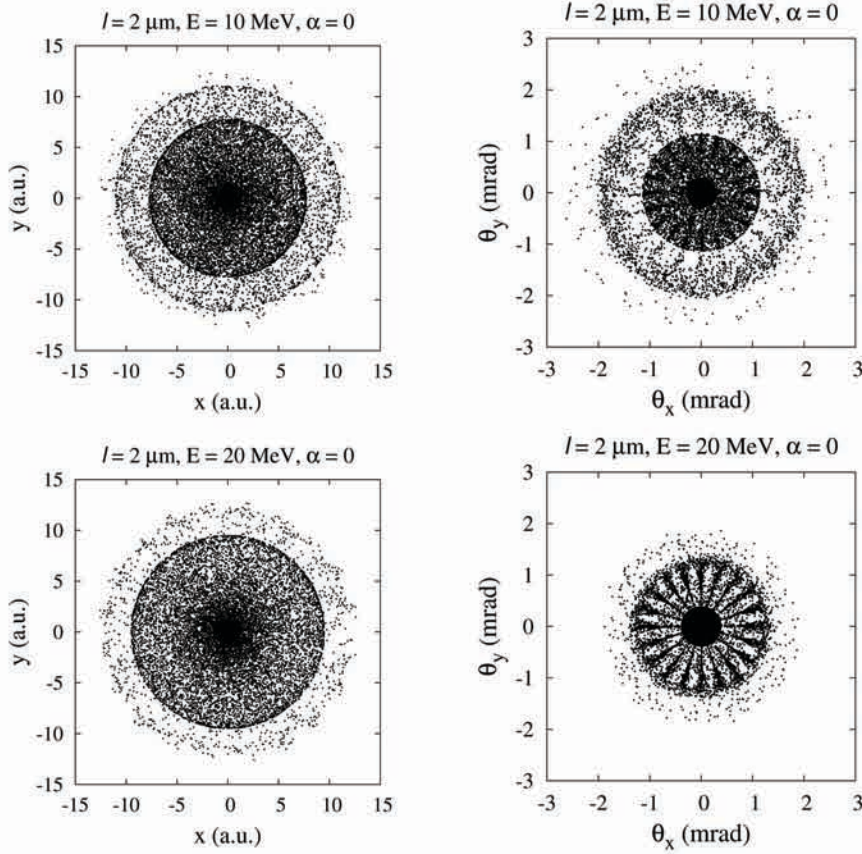 l = 2 μm, E = 10 MeV, α = 0
15
10
5
0
-5
-10
-15
y (a.u.)
-15 -10 -5 0 5 10 15
x (a.u.)
l = 2 μm, E = 10 MeV, α = 0
3
2
1
0
-1
-2
-3
θy (mrad)
-3 -2 -1 0 1 2 3
θx (mrad)
l = 2 μm, E = 20 MeV, α = 0
15
10
5
0
-5
-10
-15
y (a.u.)
-15 -10 -5 0 5 10 15
x (a.u.)
l = 2 μm, E = 20 MeV, α = 0
3
2
1
0
-1
-2
-3
θy (mrad)
-3 -2 -1 0 1 2 3
θx (mrad)